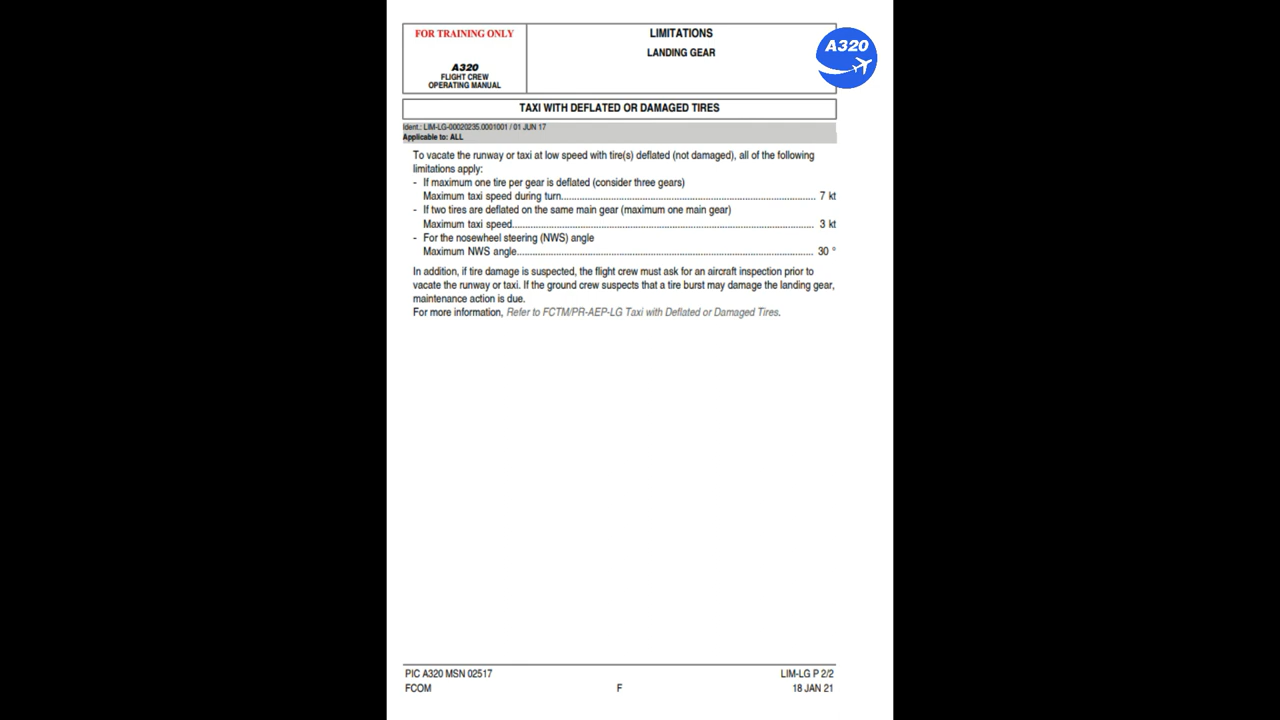 FOR TRAINING ONLY
A320
FLIGHT CREW
OPERATING MANUAL
LIMITATIONS
LANDING GEAR
A320
TAXI WITH DEFLATED OR DAMAGED TIRES
Ident.: LIM-LG-00020235.0001001 / 01 JUN 17
Applicable to: ALL
To vacate the runway or taxi at low speed with tire(s) deflated (not damaged), all of the following
limitations apply:
- If maximum one tire per gear is deflated (consider three gears)
Maximum taxi speed during turn.......................................................................................... 7 kt
- If two tires are deflated on the same main gear (maximum one main gear)
Maximum taxi speed........................................................................................................... 3 kt
- For the nosewheel steering (NWS) angle
Maximum NWS angle......................................................................................................... 30 °
In addition, if tire damage is suspected, the flight crew must ask for an aircraft inspection prior to
vacate the runway or taxi. If the ground crew suspects that a tire burst may damage the landing gear,
maintenance action is due.
For more information, Refer to FCTM/PR-AEP-LG Taxi with Deflated or Damaged Tires.
PIC A320 MSN 02517
LIM-LG P 2/2
FCOM
F
18 JAN 21